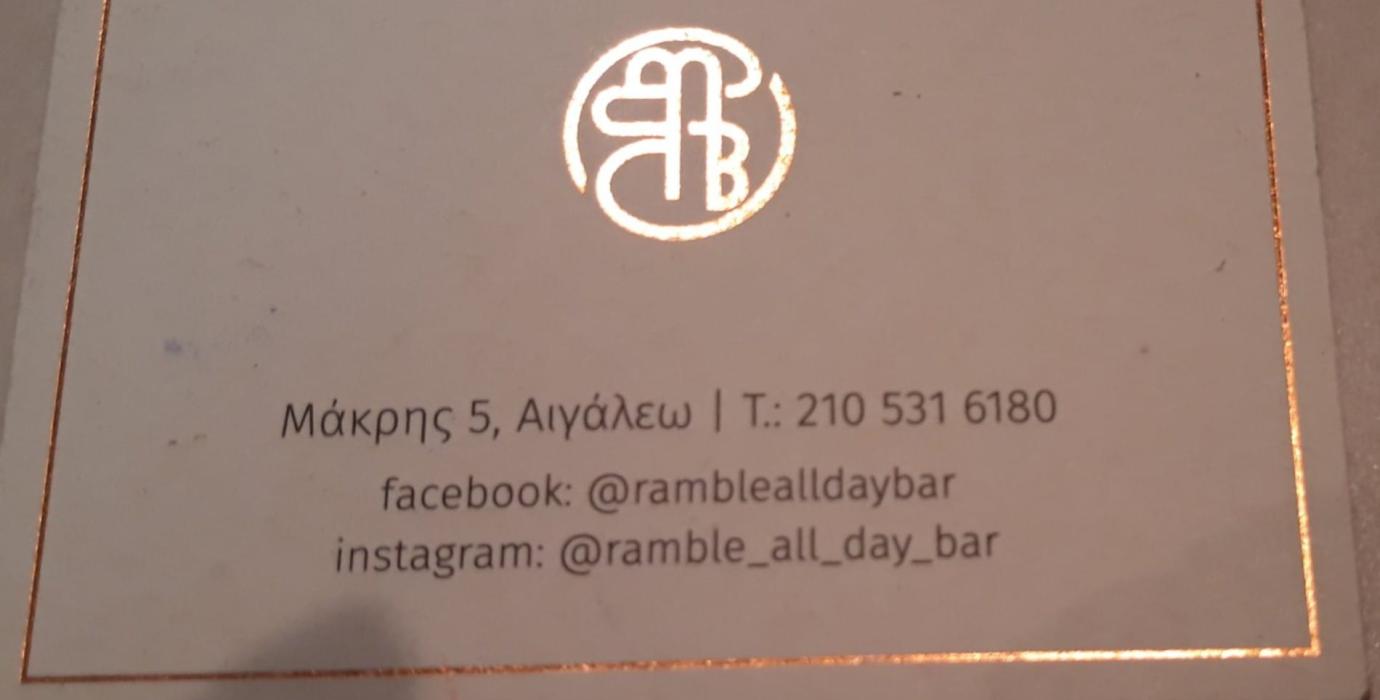 Μάκρης 5, Αιγάλεω | Τ.: 210 531 6180
facebook: @ramblealldaybar
instagram: @ramble_all_day_bar